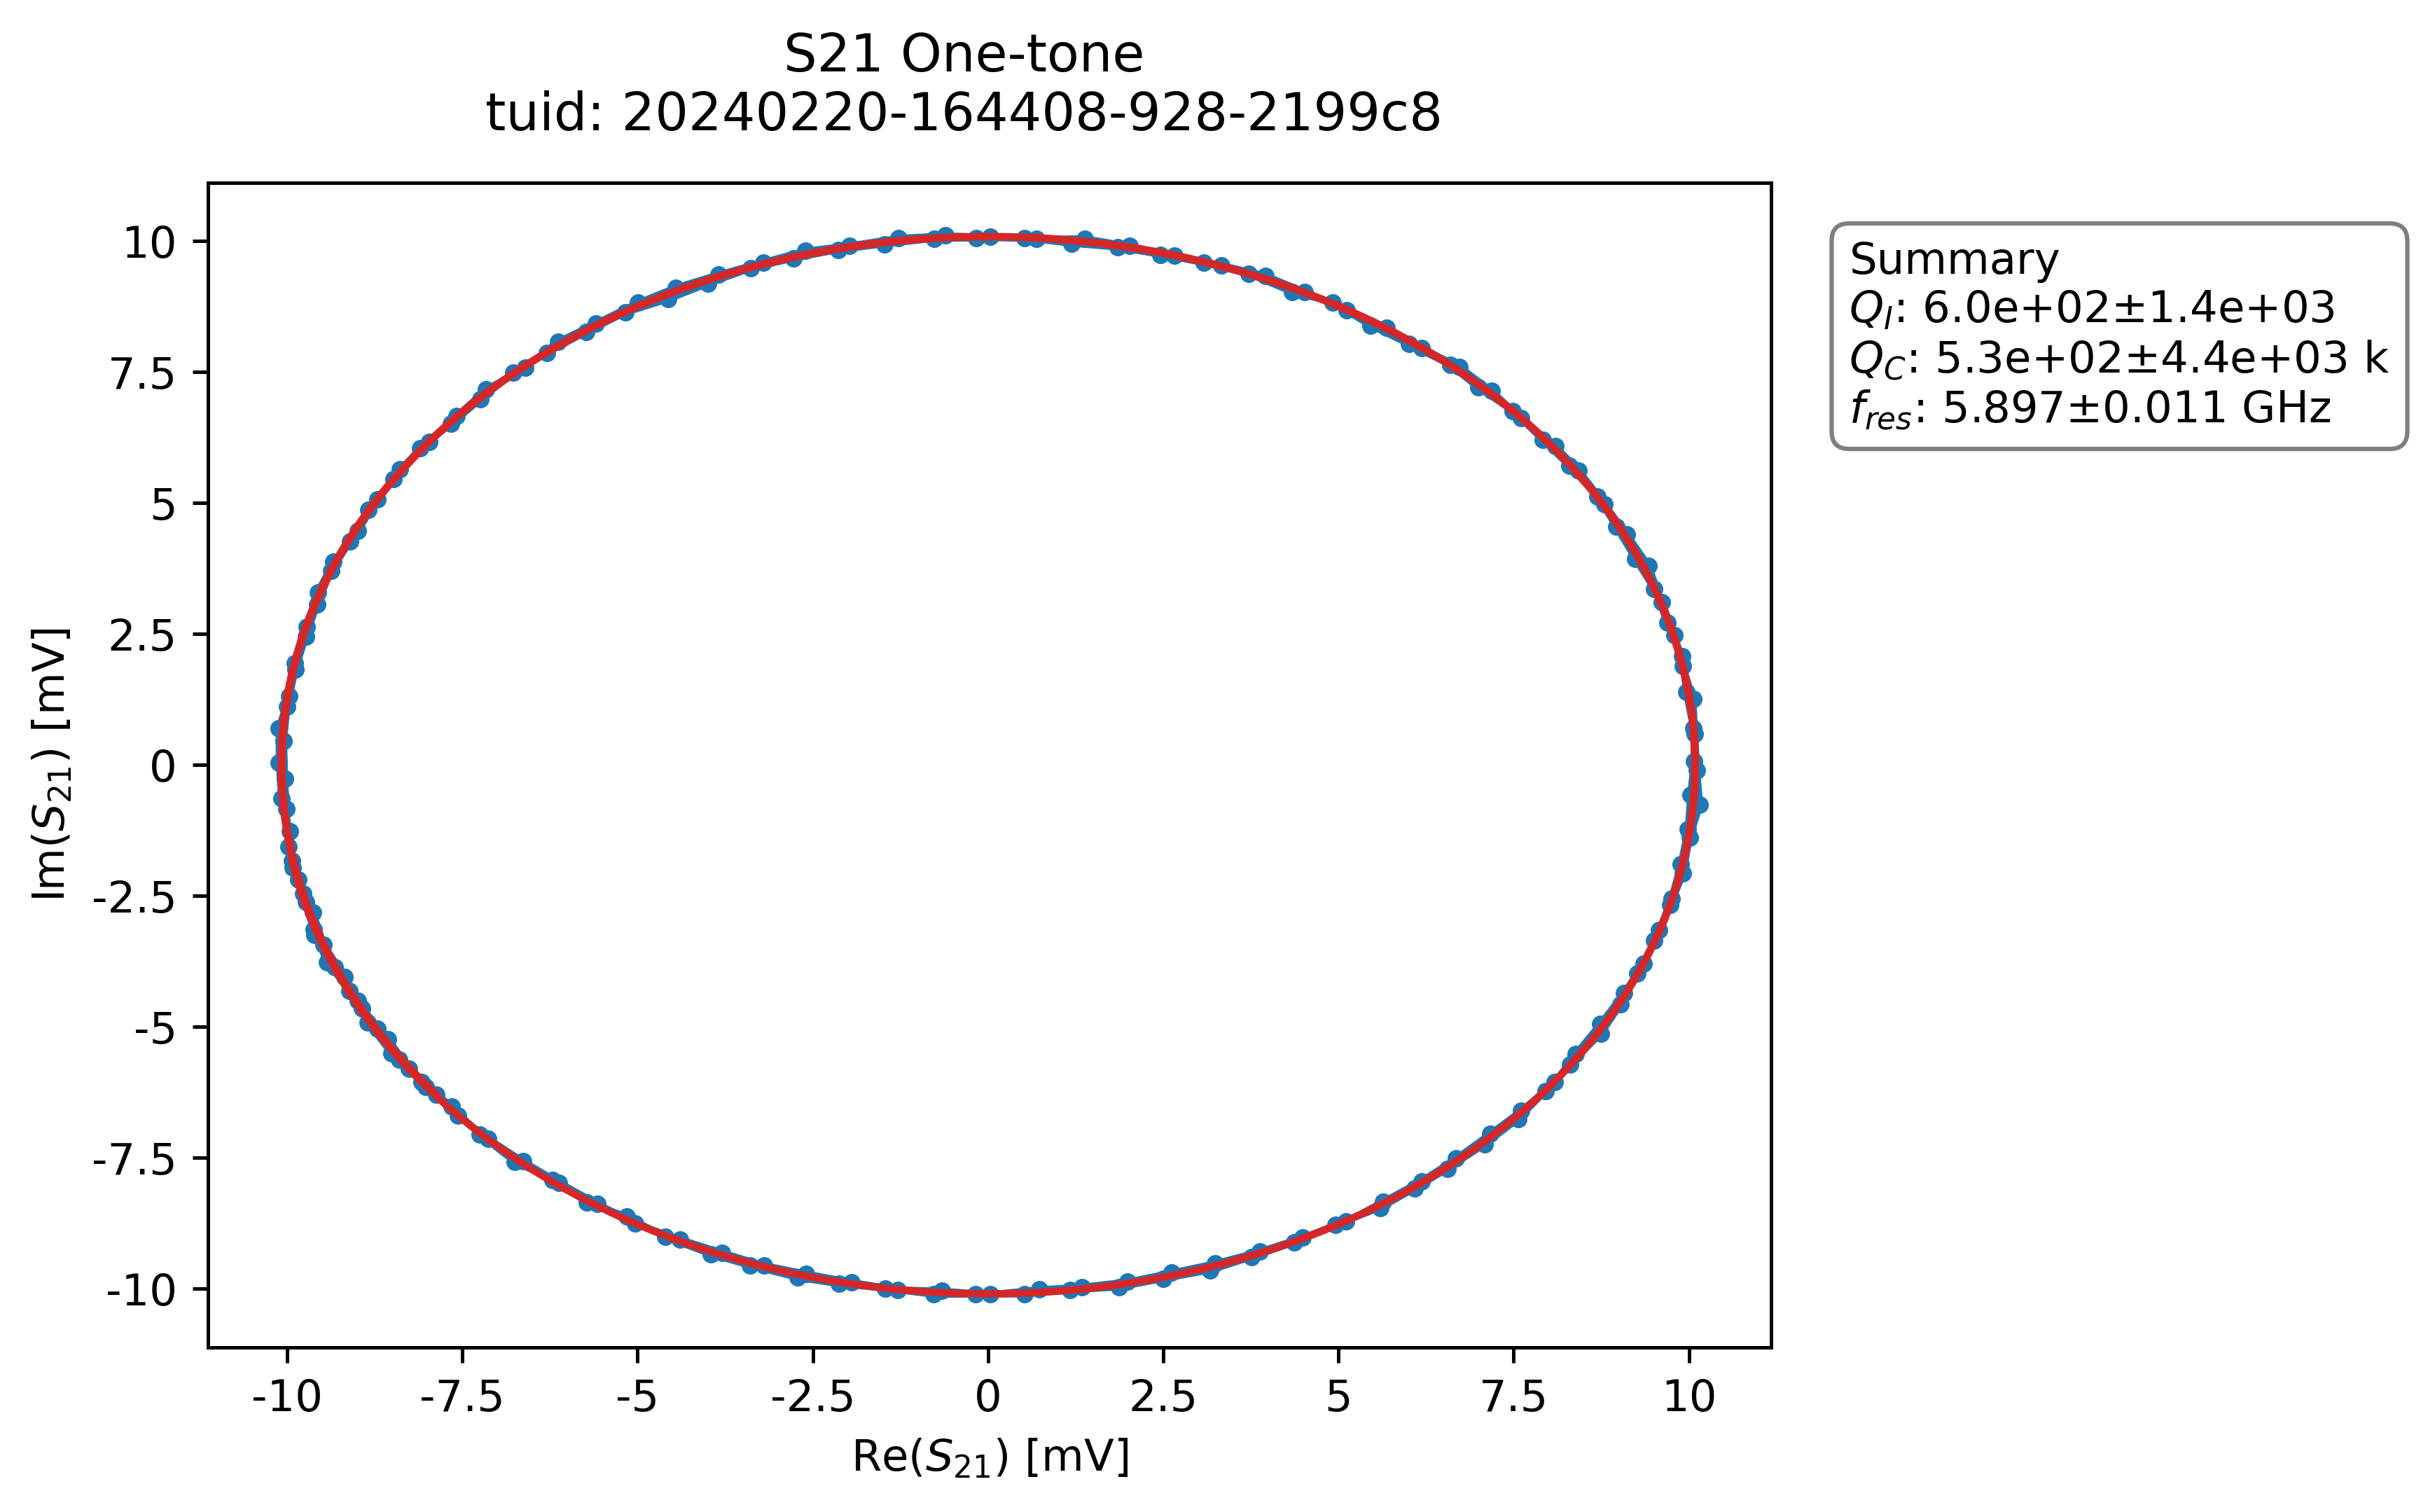 S21 One-tone
tuid: 20240220-164408-928-2199c8
Summary
Ql: 6.0e+02±1.4e+03
QC: 5.3e+02±4.4e+03 k
fres: 5.897±0.011 GHz
Im(S21) [mV]
10
7.5
5
2.5
0
-2.5
-5
-7.5
-10
-10 -7.5 -5 -2.5 0 2.5 5 7.5 10
Re(S21) [mV]